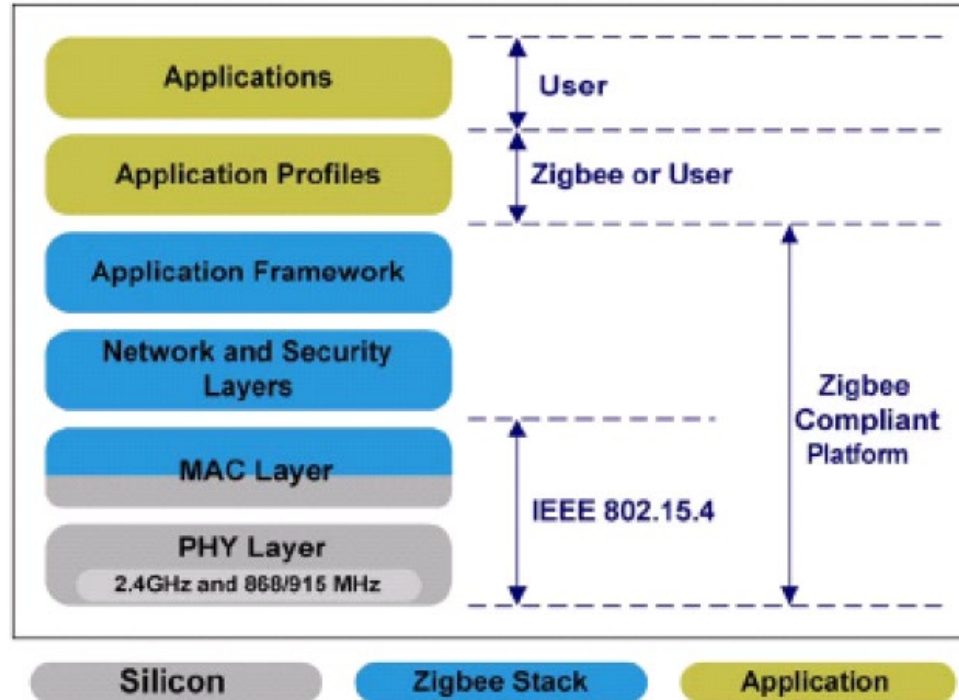 Applications
User
Application Profiles
Zigbee or User
Application Framework
Network and Security
Layers
Zigbee
Compliant
Platform
MAC Layer
IEEE 802.15.4
PHY Layer
2.4GHz and 868/915 MHz
Silicon
Zigbee Stack
Application